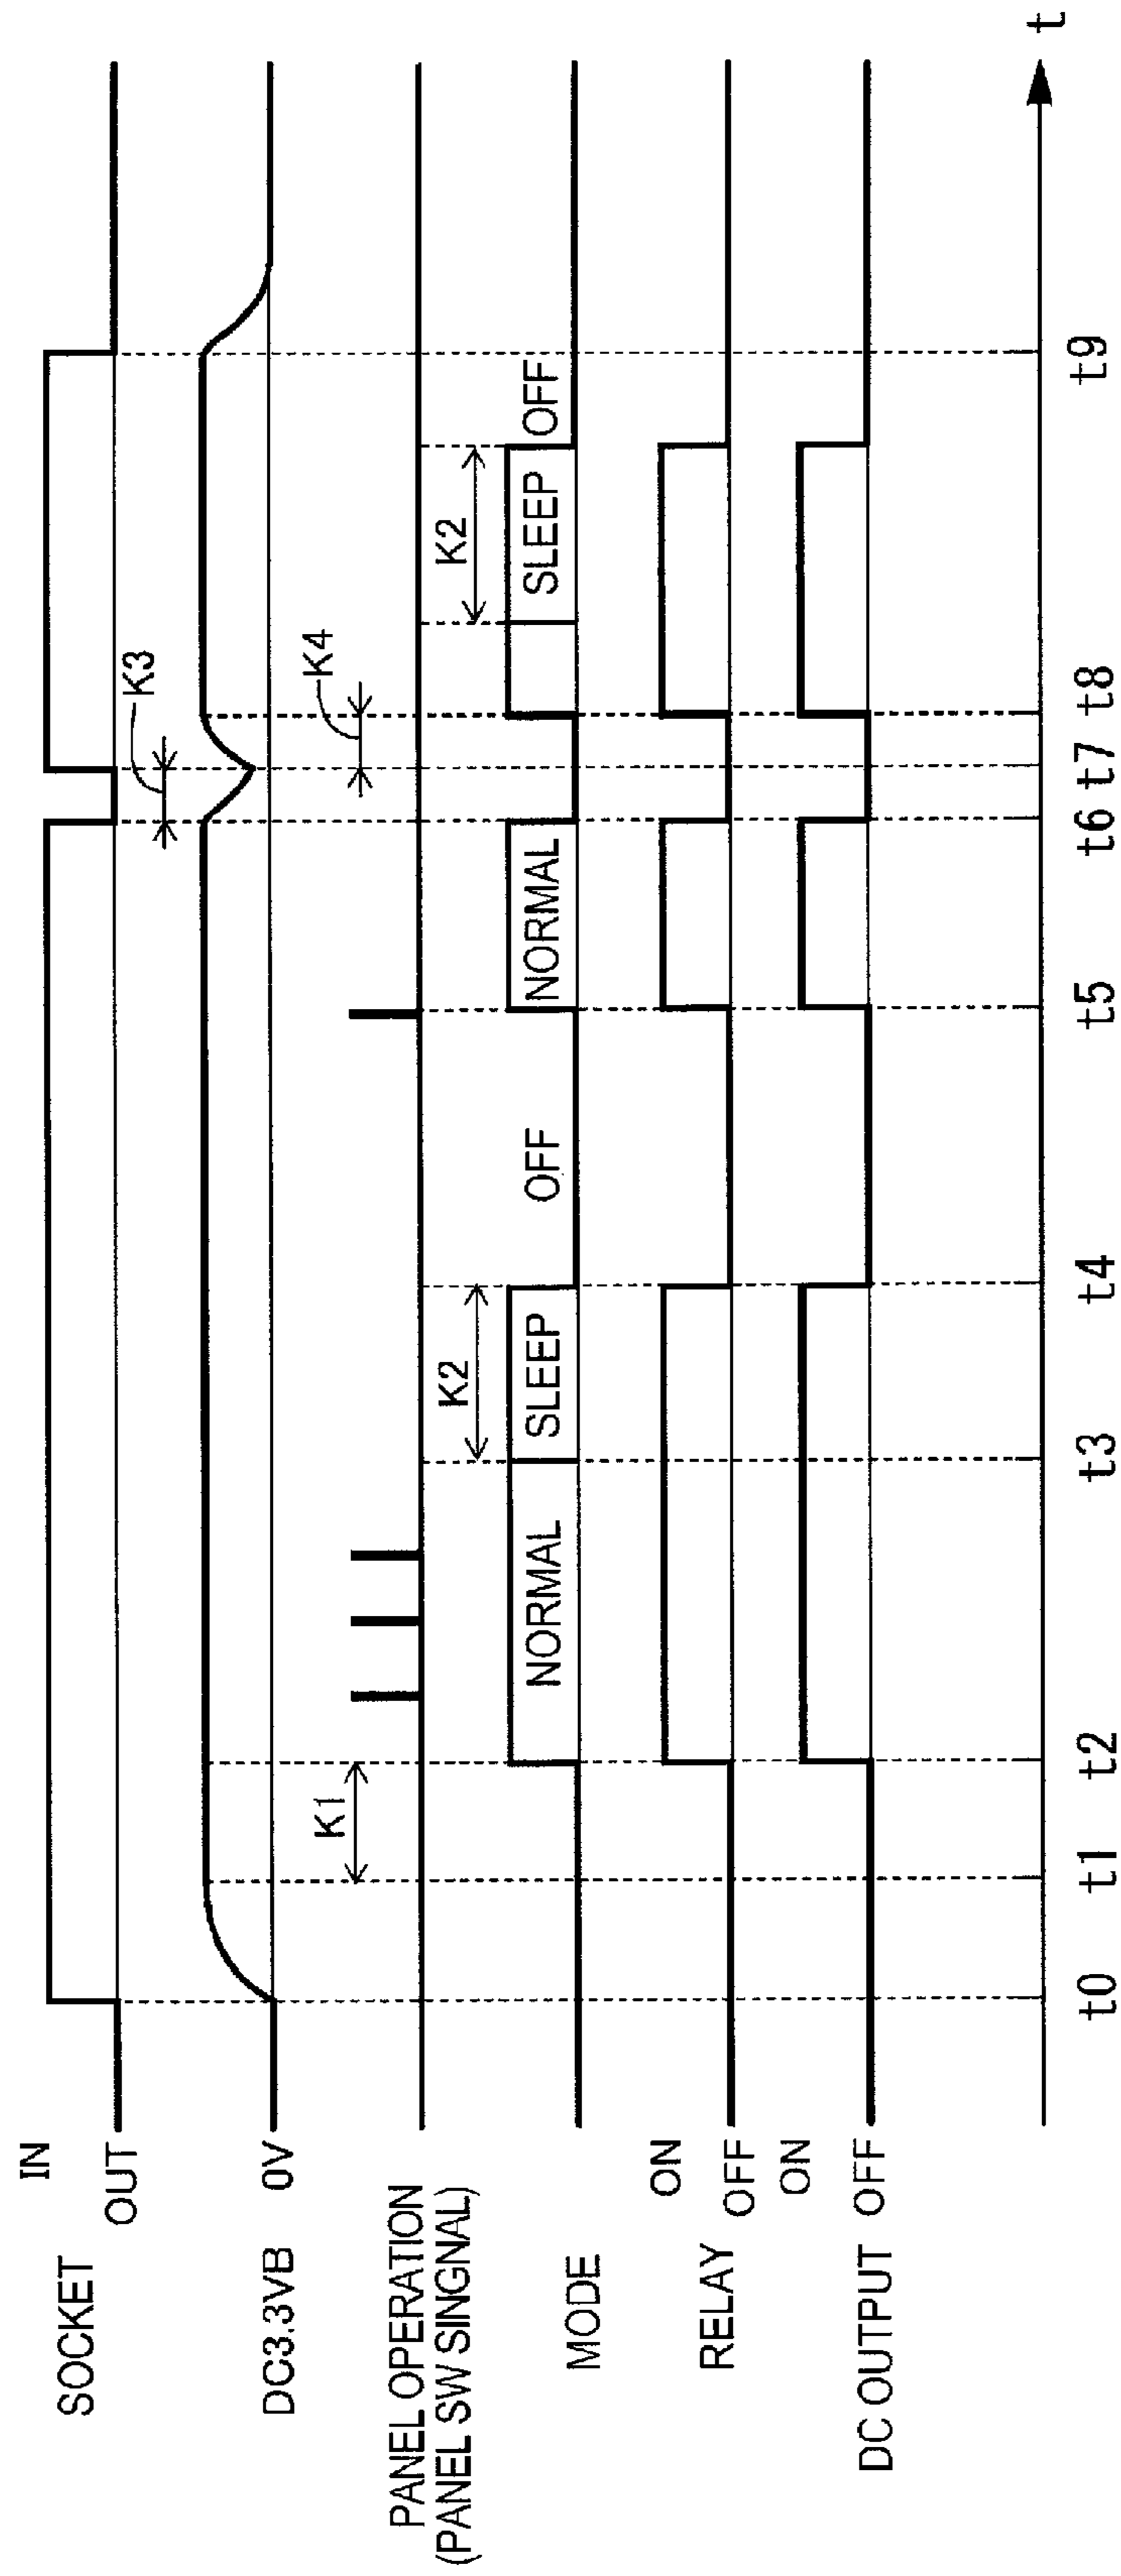 SOCKET
IN
OUT
K3
DC3.3VB
0V
K4
PANEL OPERATION
(PANEL SW SINGNAL)
K1
K2
K2
MODE
NORMAL
SLEEP
OFF
NORMAL
SLEEP
OFF
RELAY
ON
OFF
DC OUTPUT
ON
OFF
t
t0
t1
t2
t3
t4
t5
t6
t7
t8
t9